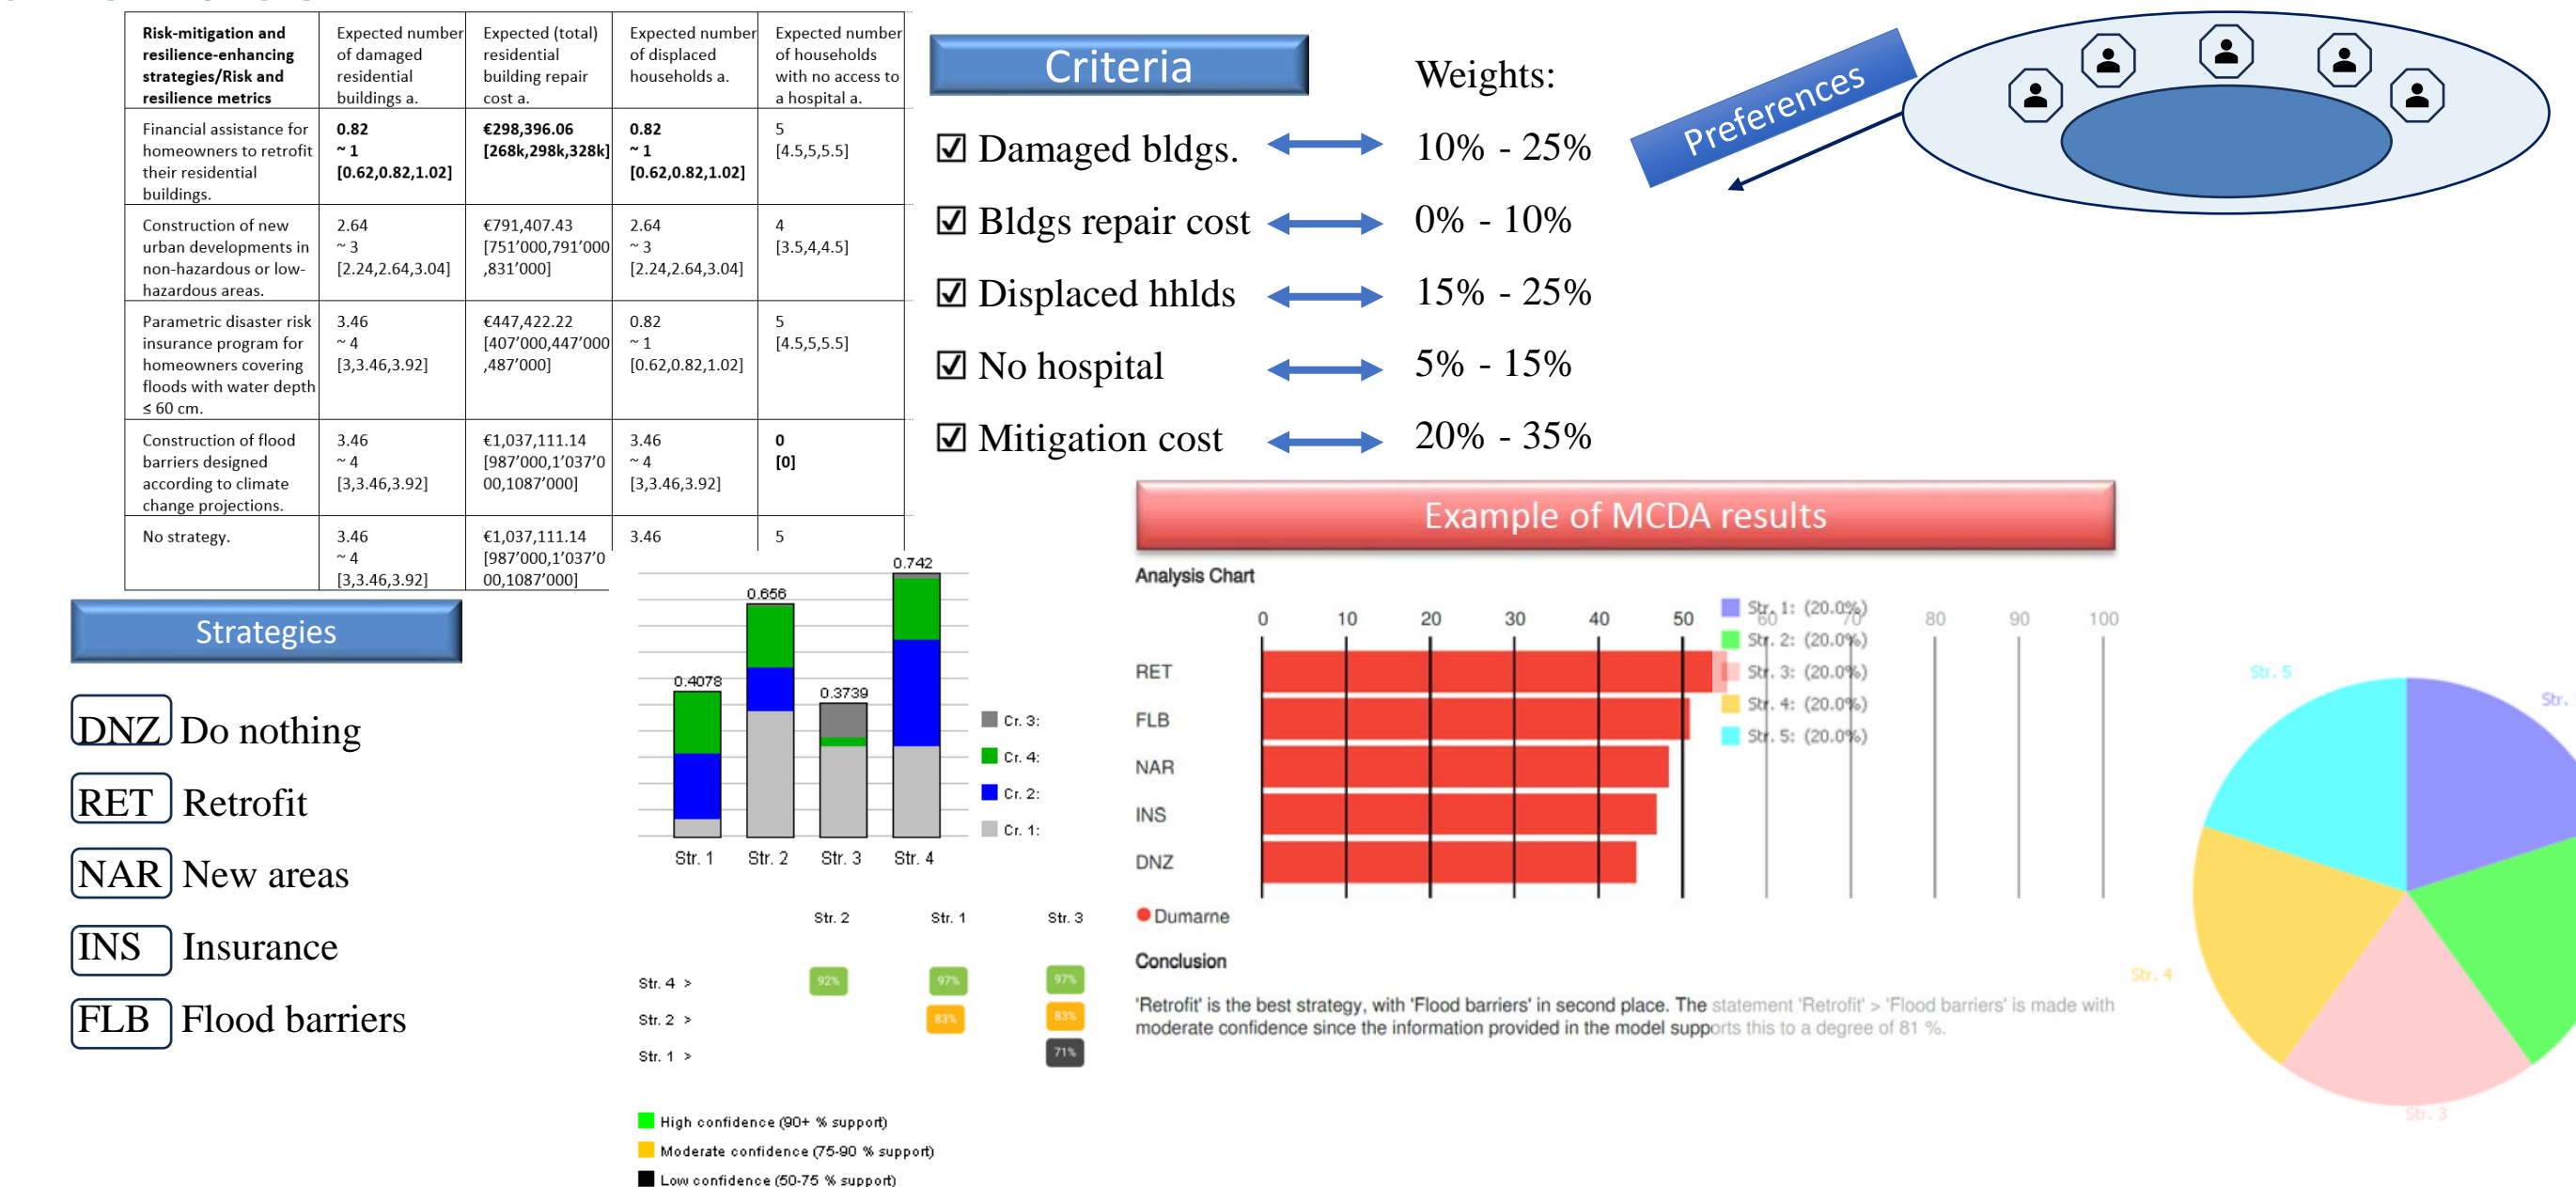 Risk-mitigation and
resilience-enhancing
strategies/Risk and
resilience metrics
Expected number
of damaged
residential
buildings a.
Expected (total)
residential
building repair
cost a.
Expected number
of displaced
households a.
Expected number
of households
with no access to
a hospital a.
Financial assistance for
homeowners to retrofit
their residential
buildings.
0.82
~ 1
[0.62,0.82,1.02]
€298,396.06
[268k,298k,328k]
0.82
~ 1
[0.62,0.82,1.02]
5
[4.5,5,5.5]
Construction of new
urban developments in
non-hazardous or low-
hazardous areas.
2.64
~ 3
[2.24,2.64,3.04]
€791,407.43
[751’000,791’000
,831’000]
2.64
~ 3
[2.24,2.64,3.04]
4
[3.5,4,4.5]
Parametric disaster risk
insurance program for
homeowners covering
floods with water depth
≤ 60 cm.
3.46
~ 4
[3,3.46,3.92]
€447,422.22
[407’000,447’000
,487’000]
0.82
~ 1
[0.62,0.82,1.02]
5
[4.5,5,5.5]
Construction of flood
barriers designed
according to climate
change projections.
3.46
~ 4
[3,3.46,3.92]
€1,037,111.14
[987’000,1’037’0
00,1087’000]
3.46
~ 4
[3,3.46,3.92]
0
[0]
No strategy.
3.46
~ 4
[3,3.46,3.92]
€1,037,111.14
[987’000,1’037’0
00,1087’000]
3.46
5
Criteria
Weights:
Damaged bldgs.
10% - 25%
Bldgs repair cost
0% - 10%
Displaced hhlds
15% - 25%
No hospital
5% - 15%
Mitigation cost
20% - 35%
Preferences
Strategies
DNZ Do nothing
RET Retrofit
NAR New areas
INS Insurance
FLB Flood barriers
0.4078
0.656
0.3739
0.742
Str. 1
Str. 2
Str. 3
Str. 4
Cr. 3:
Cr. 4:
Cr. 2:
Cr. 1:
Str. 2 Str. 1 Str. 3
Str. 4 > 92% 97% 97%
Str. 2 > 83% 83%
Str. 1 > 71%
High confidence (90+ % support)
Moderate confidence (75-90 % support)
Low confidence (50-75 % support)
Example of MCDA results
Analysis Chart
0 10 20 30 40 50 60 70 80 90 100
RET
FLB
NAR
INS
DNZ
Dumarne
Str. 1: (20.0%)
Str. 2: (20.0%)
Str. 3: (20.0%)
Str. 4: (20.0%)
Str. 5: (20.0%)
Str. 5
Str.
Str. 4
Str. 3
Conclusion
'Retrofit' is the best strategy, with 'Flood barriers' in second place. The statement 'Retrofit' > 'Flood barriers' is made with
moderate confidence since the information provided in the model supports this to a degree of 81 %.